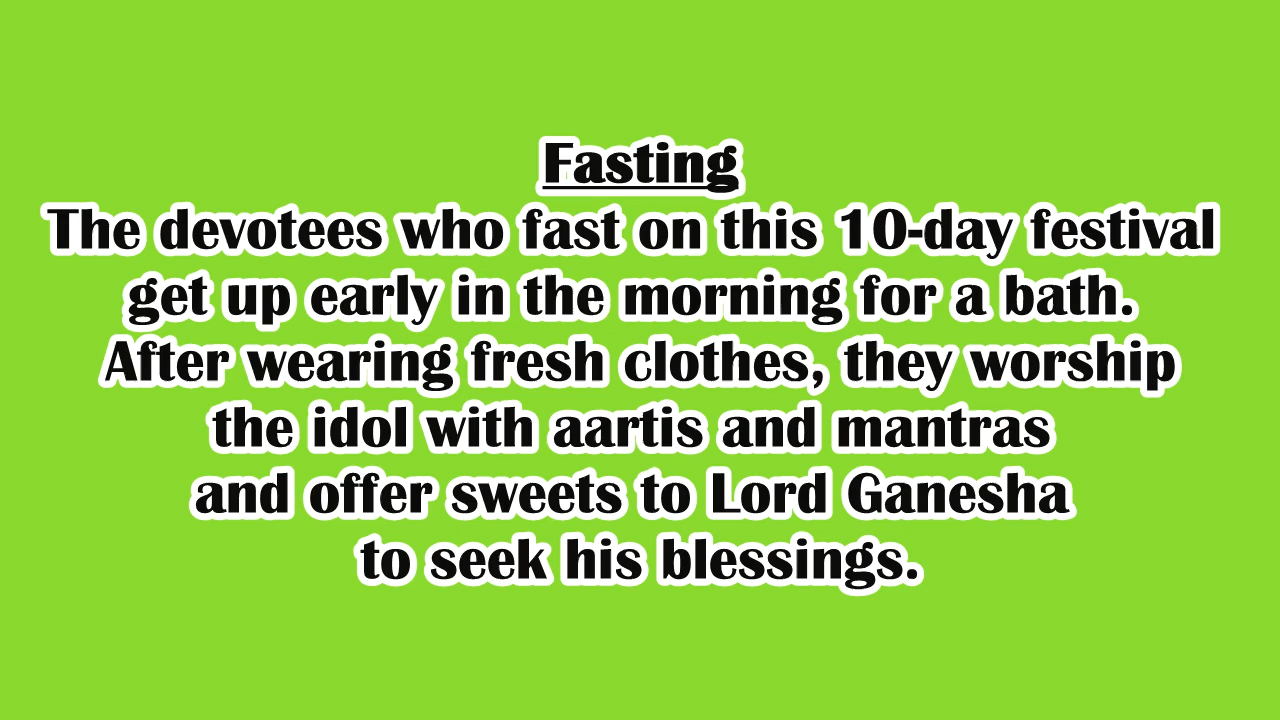 Fasting
The devotees who fast on this 10-day festival
get up early in the morning for a bath.
After wearing fresh clothes, they worship
the idol with aartis and mantras
and offer sweets to Lord Ganesha
to seek his blessings.